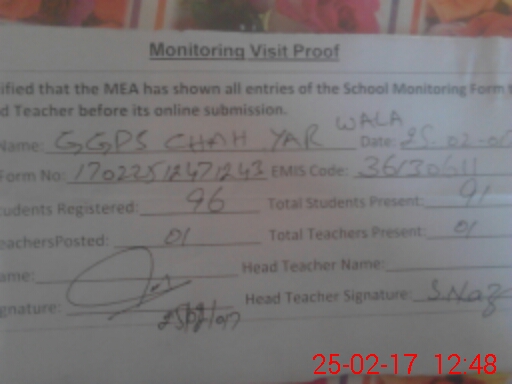 Monitoring Visit Proof
ified that the MEA has shown all entries of the School Monitoring Form t
d Teacher before its online submission.
Name: GGPS CHAH YAR WALA Date: 25-02-
Form No: EMIS Code: 36130611
tudents Registered: 96 Total Students Present: 91
eachersPosted: 01 Total Teachers Present: 01
ame: Head Teacher Name:
gnature: Head Teacher Signature: S.Naz
25-02-17 12:48